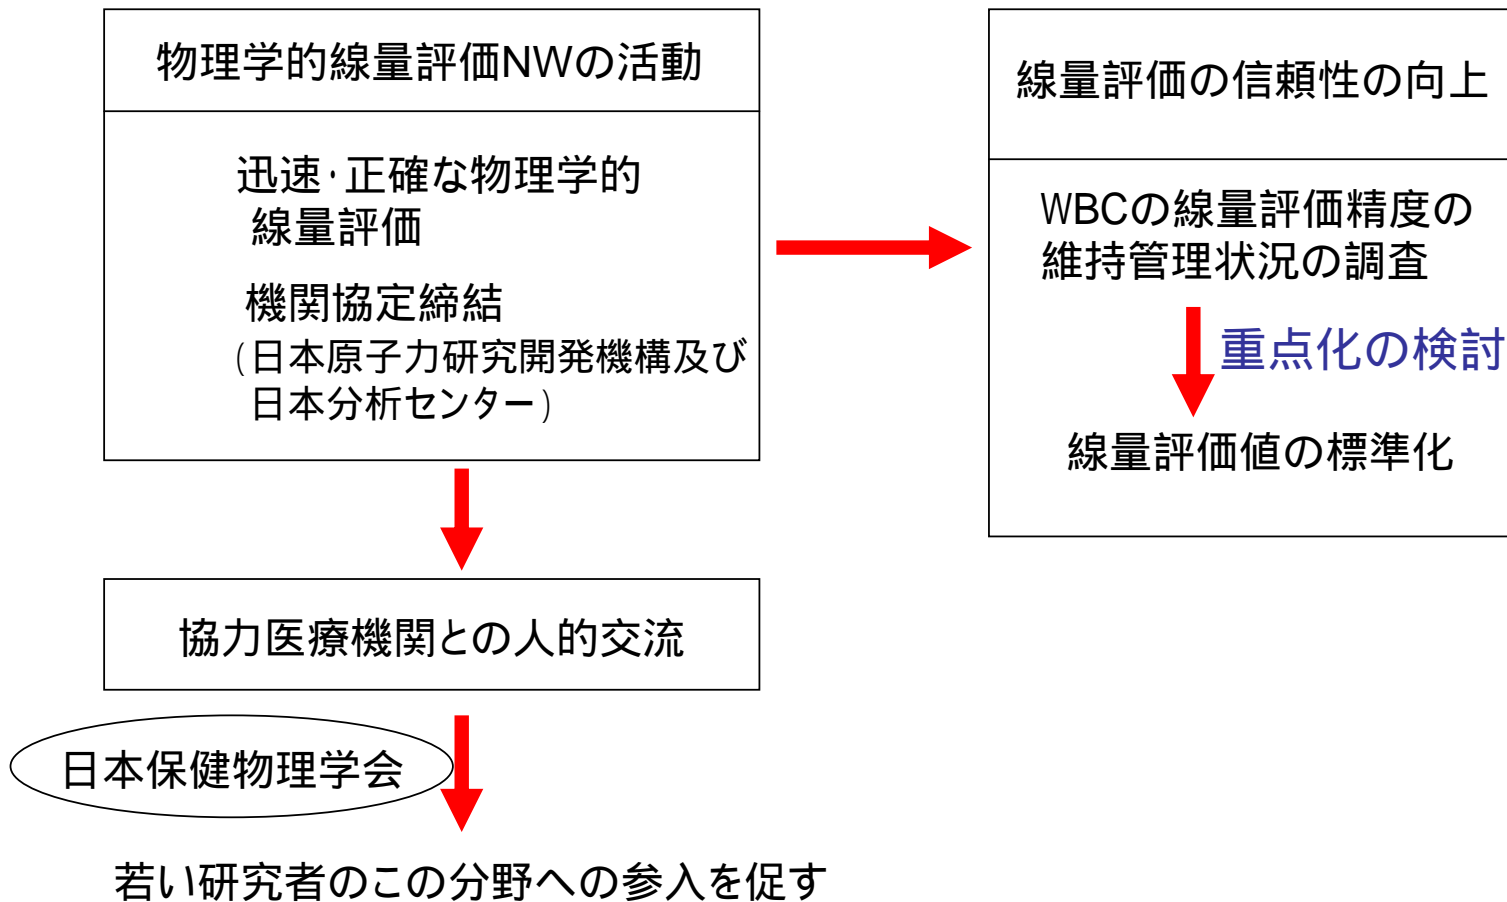 物理学的線量評価NWの活動
迅速･正確な物理学的
線量評価
機関協定締結
（日本原子力研究開発機構及び
日本分析センター）
線量評価の信頼性の向上
WBCの線量評価精度の
維持管理状況の調査
重点化の検討
線量評価値の標準化
協力医療機関との人的交流
日本保健物理学会
若い研究者のこの分野への参入を促す